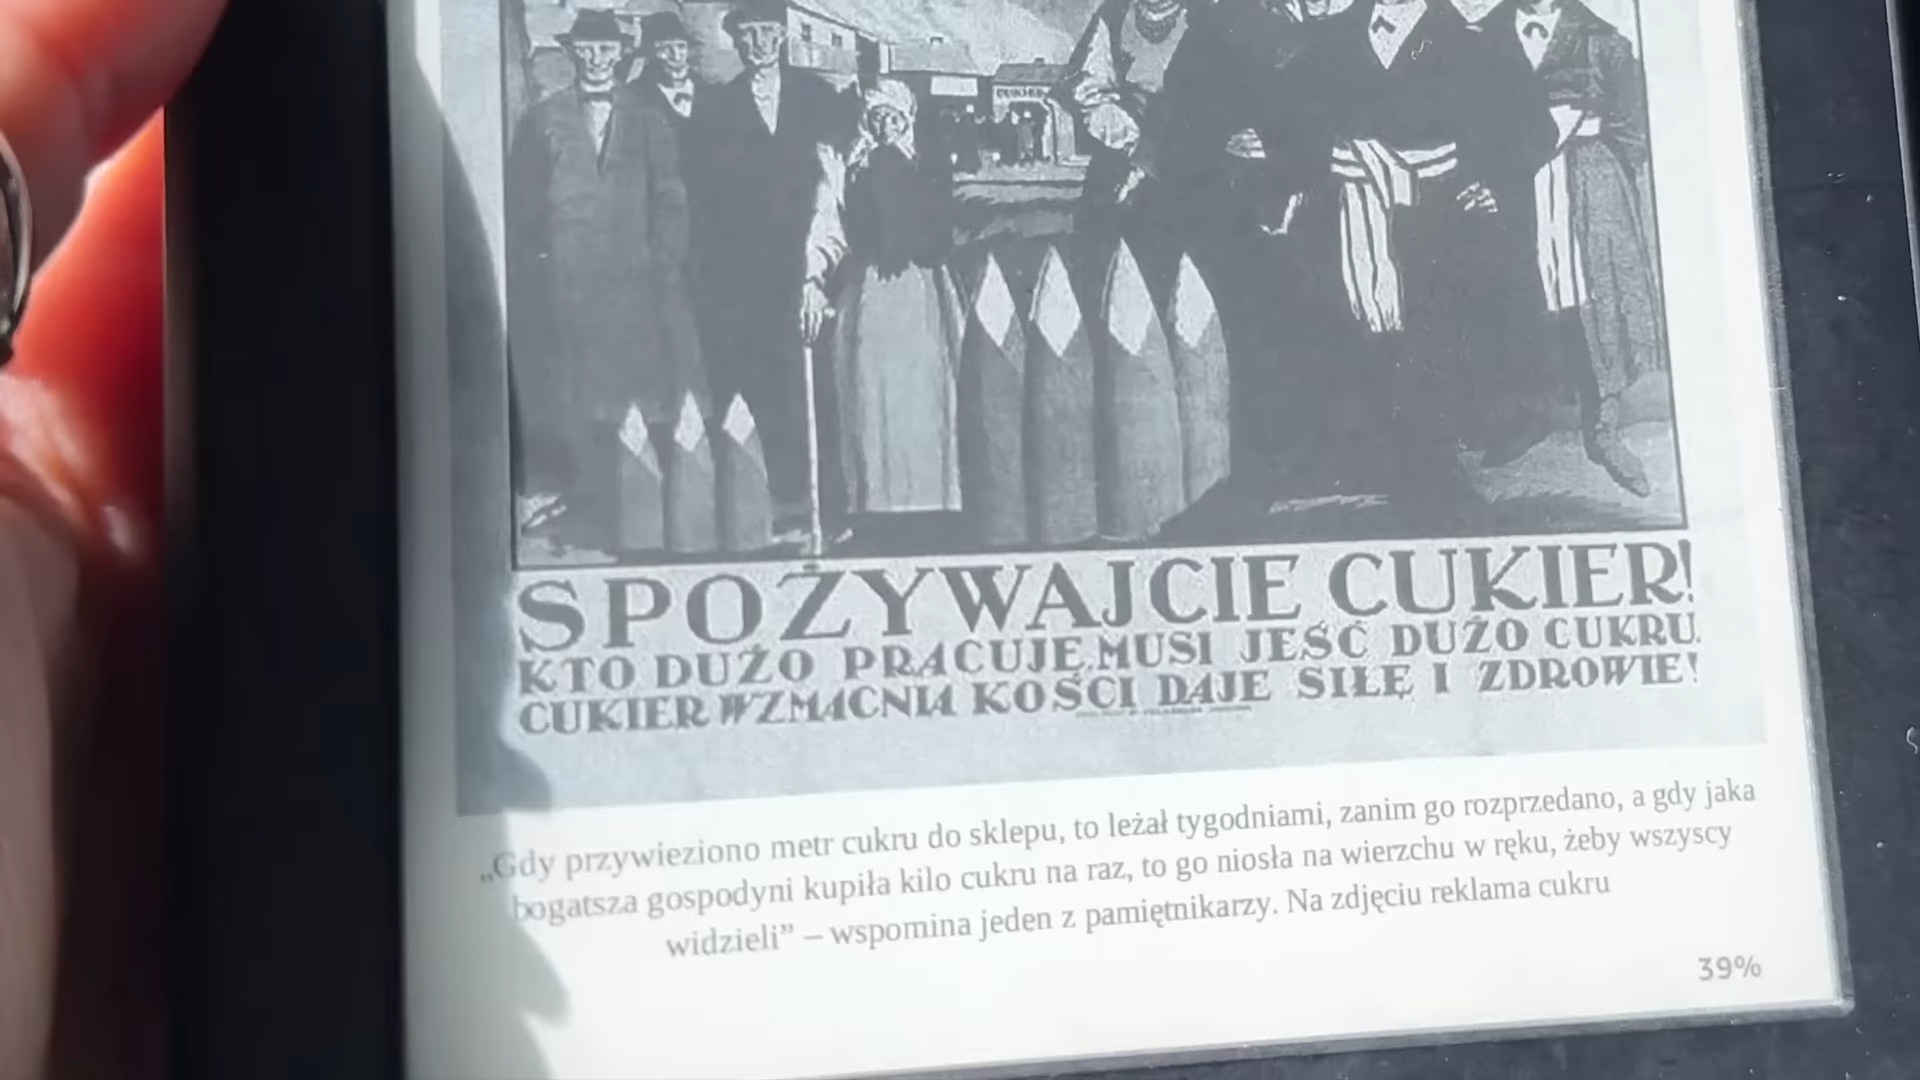 SPOŻYWAJCIE CUKIER!
KTO DUŻO PRACUJE, MUSI JEŚĆ DUŻO CUKRU.
CUKIER WZMACNIA KOŚCI DAJE SIŁĘ I ZDROWIE!
„Gdy przywieziono metr cukru do sklepu, to leżał tygodniami, zanim go rozprzedano, a gdy jaka
bogatsza gospodyni kupiła kilo cukru na raz, to go niosła na wierzchu w ręku, żeby wszyscy
widzieli” – wspomina jeden z pamiętnikarzy. Na zdjęciu reklama cukru
39%